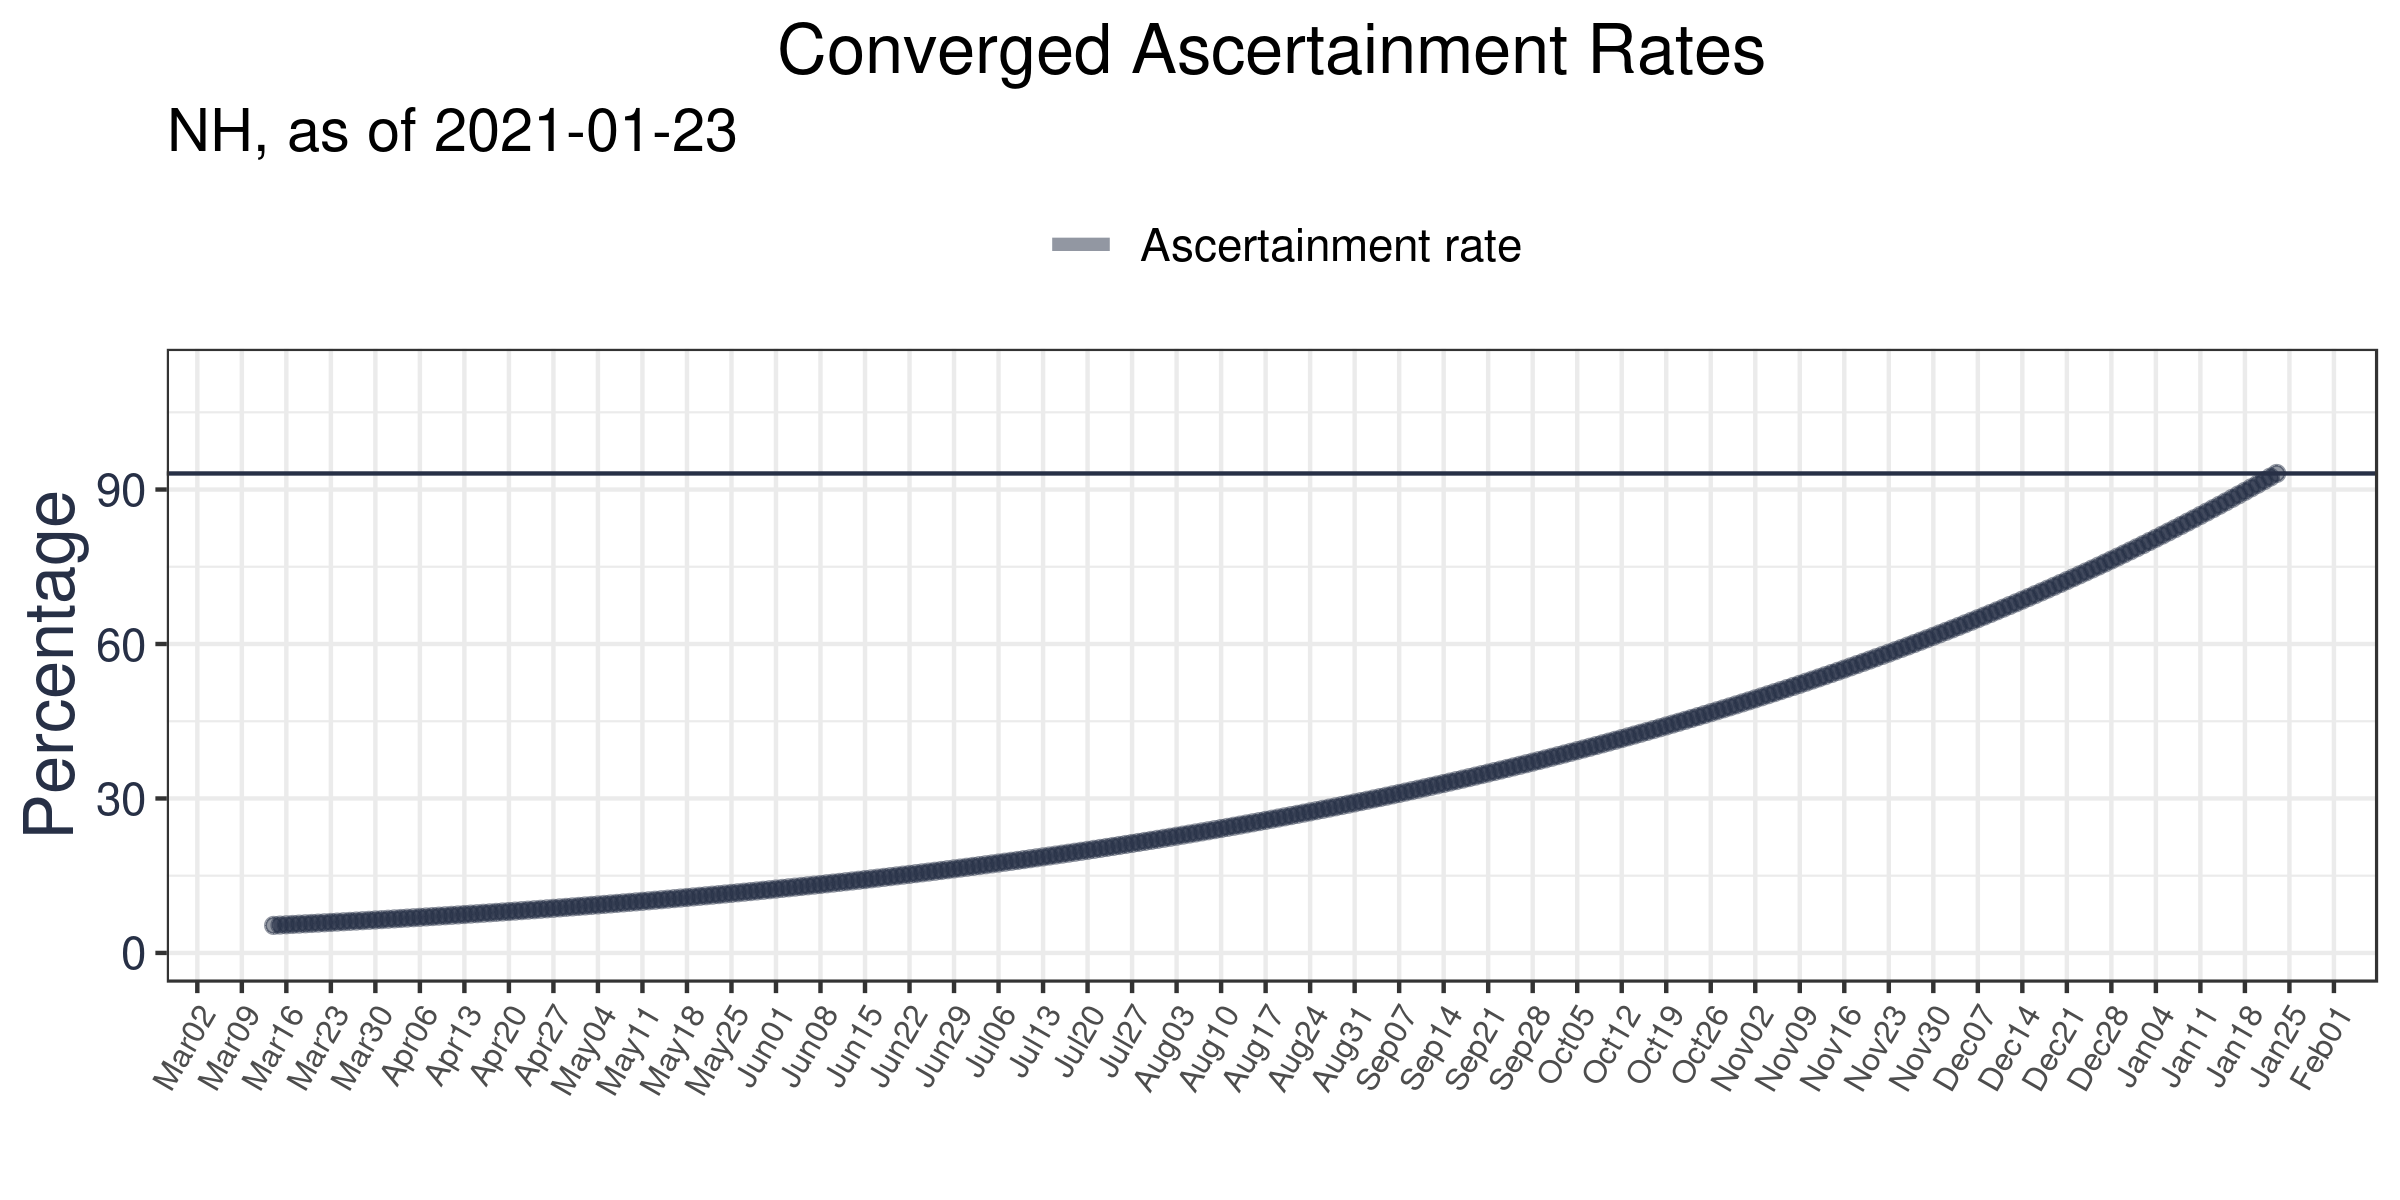 Converged Ascertainment Rates
NH, as of 2021-01-23
Ascertainment rate
Percentage
90
60
30
0
Mar02 Mar09 Mar16 Mar23 Mar30 Apr06 Apr13 Apr20 Apr27 May04 May11 May18 May25 Jun01 Jun08 Jun15 Jun22 Jun29 Jul06 Jul13 Jul20 Jul27 Aug03 Aug10 Aug17 Aug24 Aug31 Sep07 Sep14 Sep21 Sep28 Oct05 Oct12 Oct19 Oct26 Nov02 Nov09 Nov16 Nov23 Nov30 Dec07 Dec14 Dec21 Dec28 Jan04 Jan11 Jan18 Jan25 Feb01